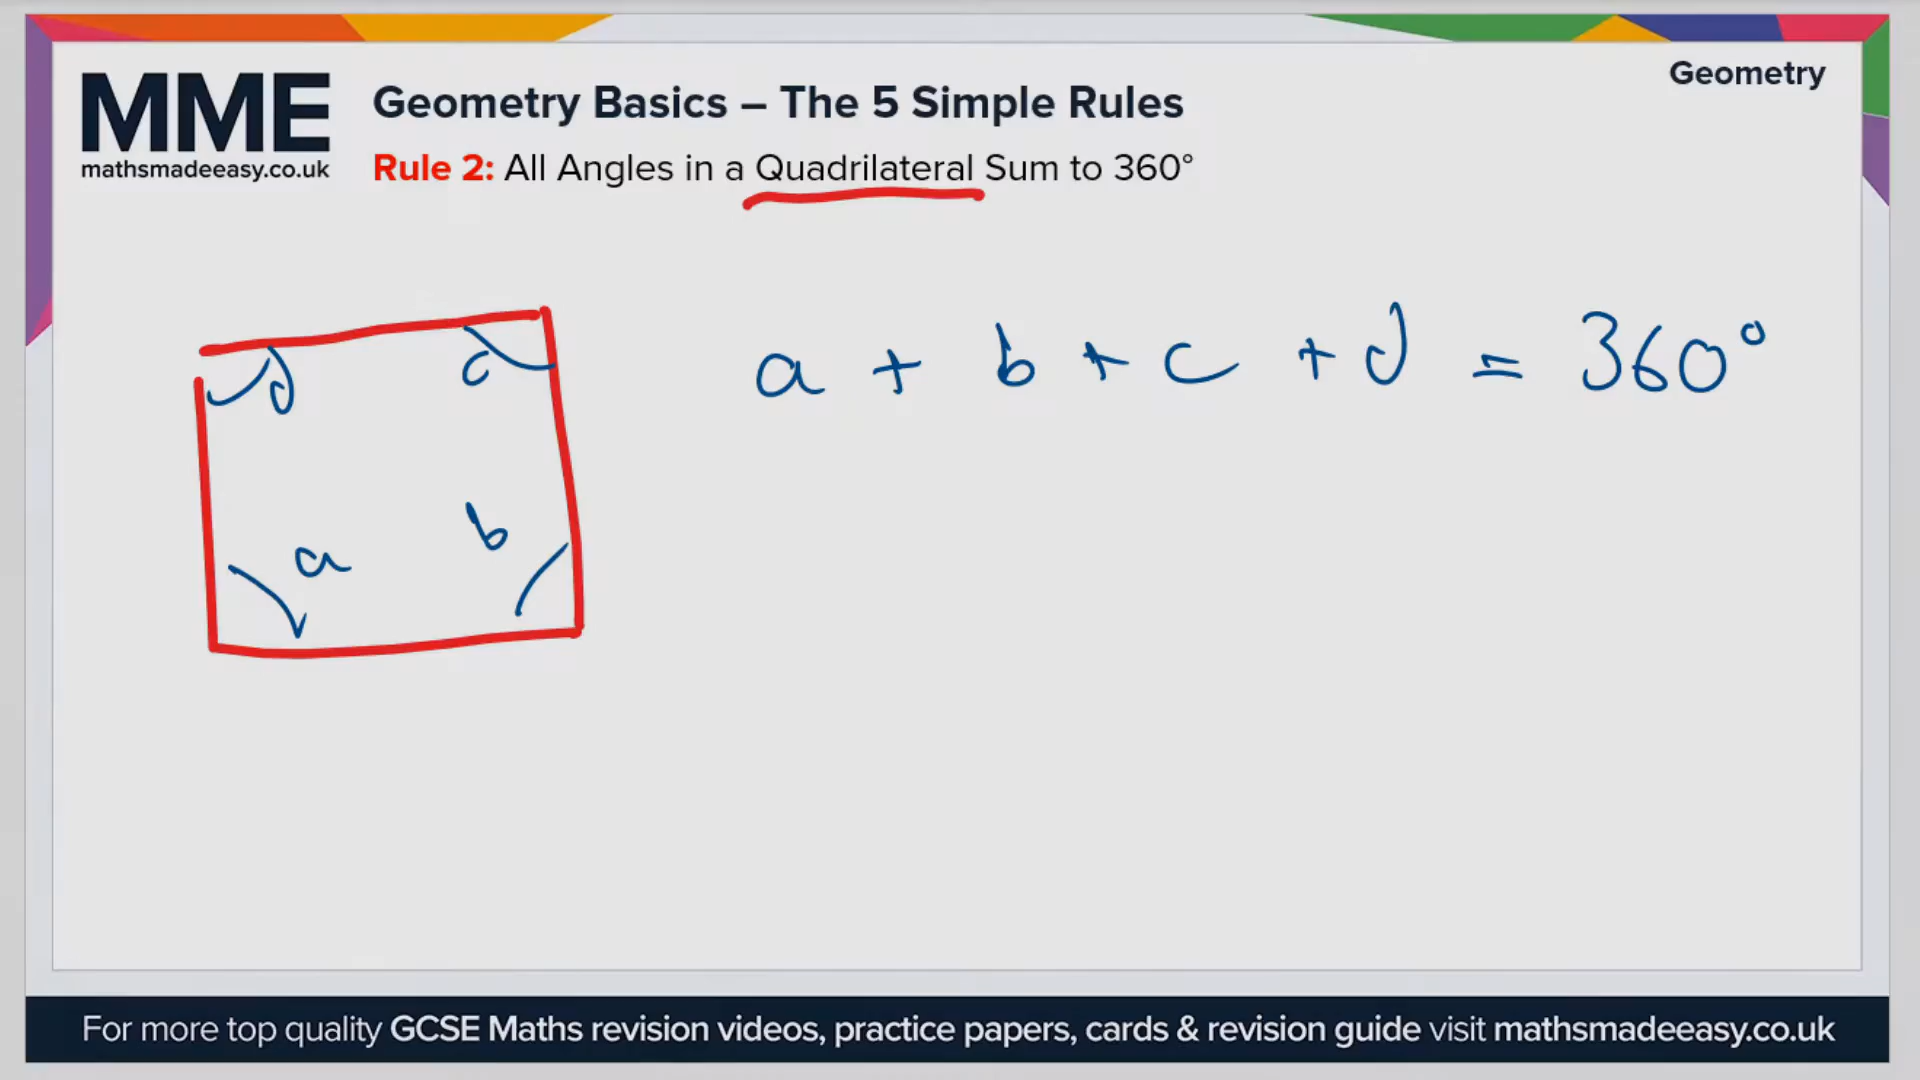 Geometry
MME
mathsmadeeasy.co.uk
Geometry Basics – The 5 Simple Rules
Rule 2: All Angles in a Quadrilateral Sum to 360°
a + b + c + d = 360°
d
c
a
b
For more top quality GCSE Maths revision videos, practice papers, cards & revision guide visit mathsmadeeasy.co.uk